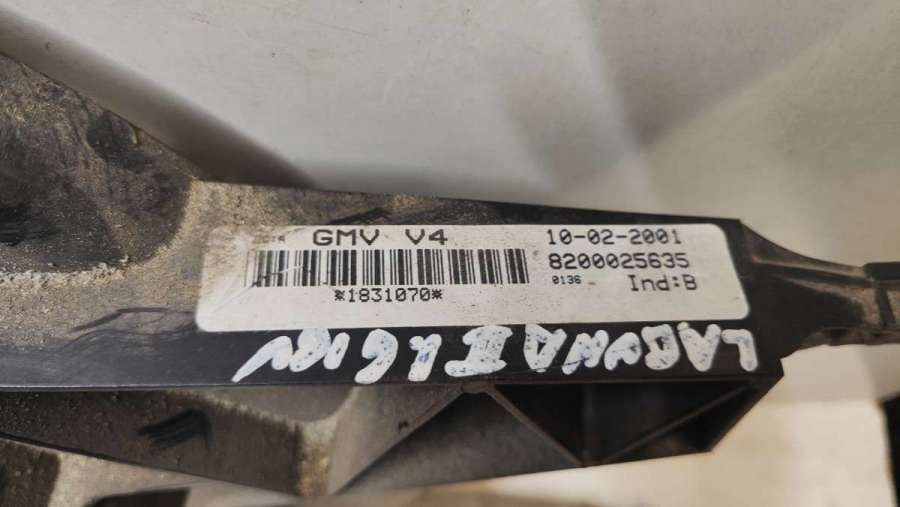 GMV V4
10-02-2001
8200025635
*1831070*
0136
Ind:B
LAGUNA II 1.6 16V